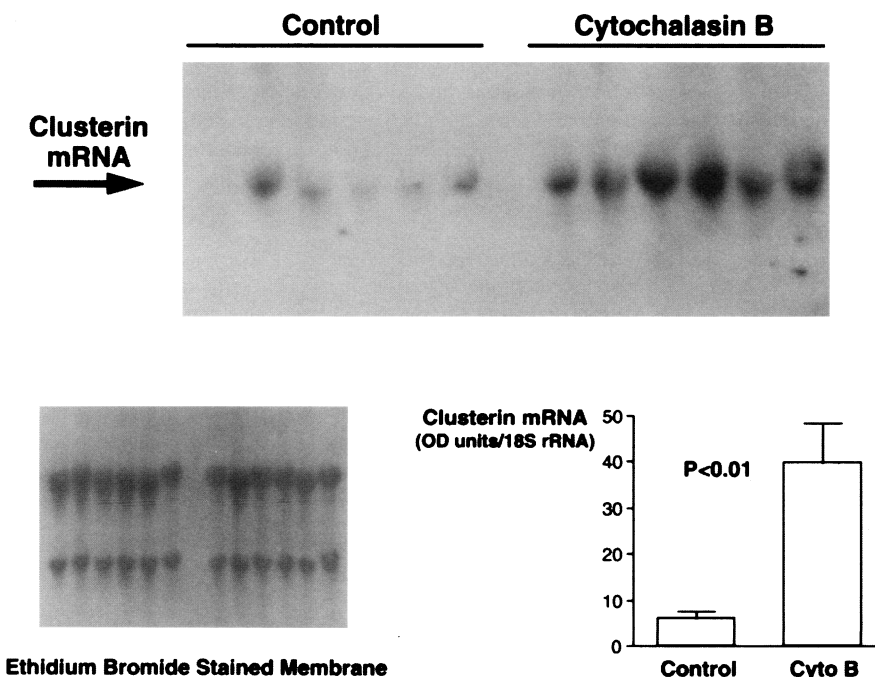 Control
Cytochalasin B
Clusterin
mRNA
Clusterin mRNA
(OD units/18S rRNA)
50
40
30
20
10
0
P<0.01
Control
Cyto B
Ethidium Bromide Stained Membrane